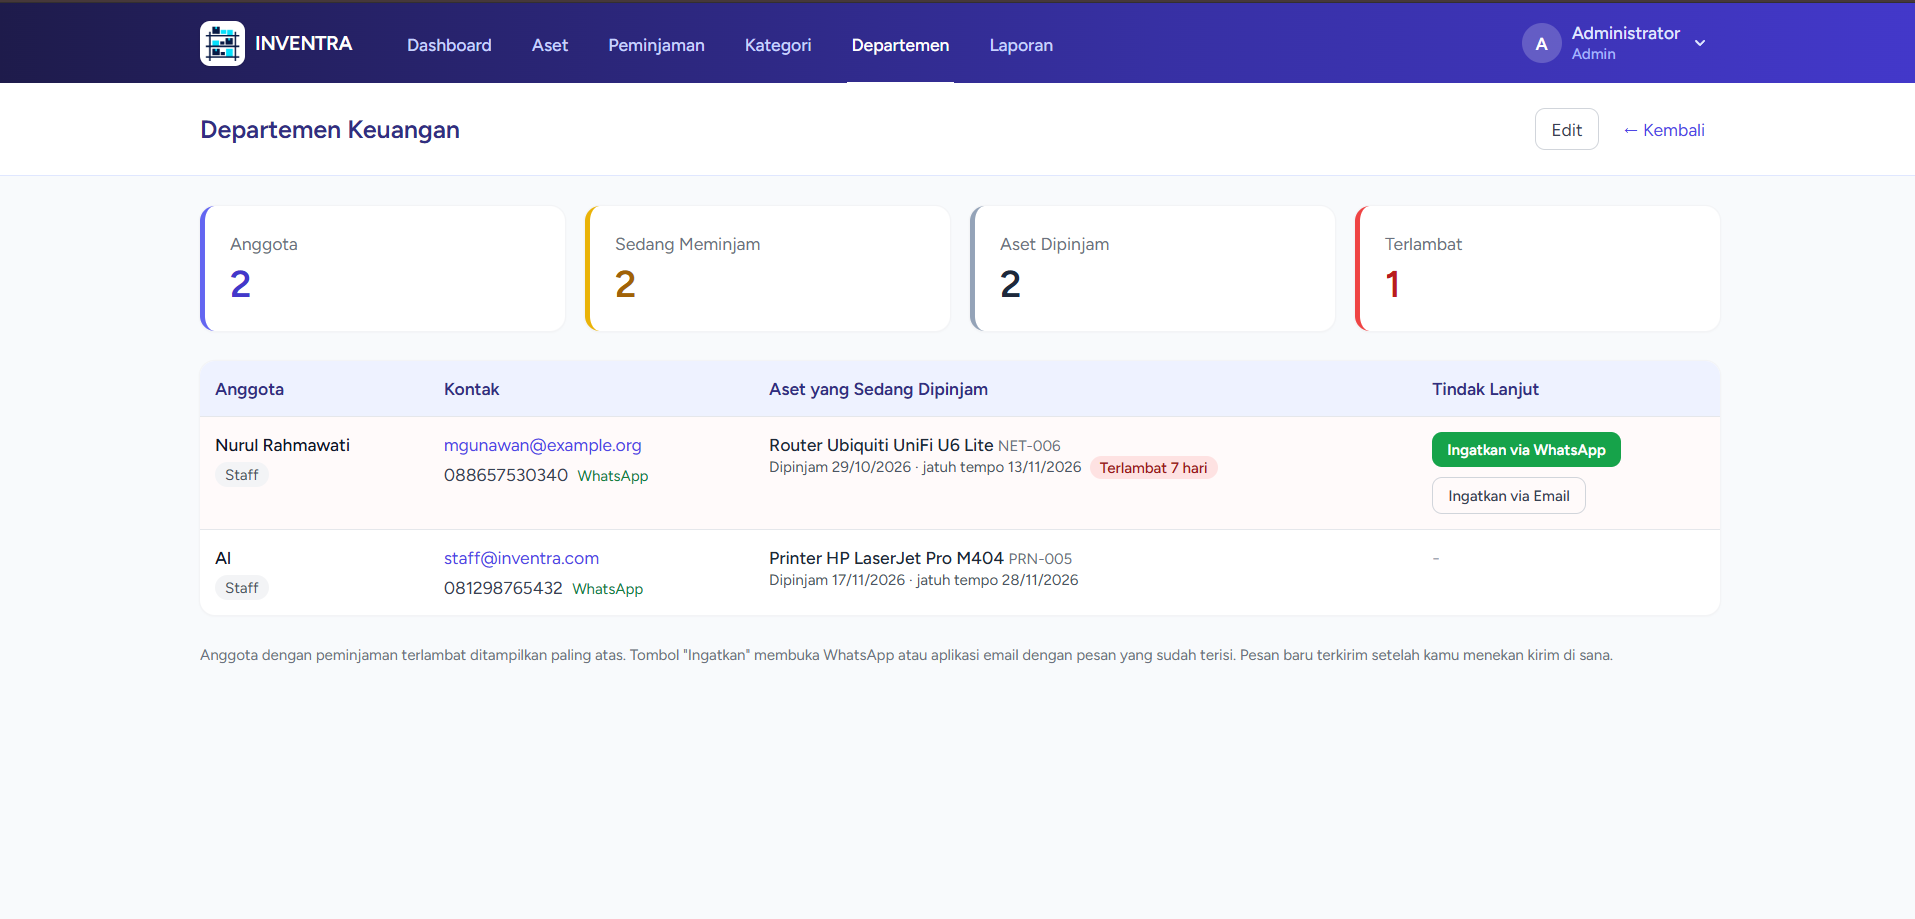 INVENTRA Dashboard Aset Peminjaman Kategori Departemen Laporan A Administrator
Admin
Departemen Keuangan Edit ← Kembali
Anggota Sedang Meminjam Aset Dipinjam Terlambat
2 2 2 1
Anggota Kontak Aset yang Sedang Dipinjam Tindak Lanjut
Nurul Rahmawati mgunawan@example.org Router Ubiquiti UniFi U6 Lite NET-006 Ingatkan via WhatsApp
Staff 088657530340 WhatsApp Dipinjam 29/10/2026 · jatuh tempo 13/11/2026 Terlambat 7 hari
Ingatkan via Email
Al staff@inventra.com Printer HP LaserJet Pro M404 PRN-005 -
Staff 081298765432 WhatsApp Dipinjam 17/11/2026 · jatuh tempo 28/11/2026
Anggota dengan peminjaman terlambat ditampilkan paling atas. Tombol "Ingatkan" membuka WhatsApp atau aplikasi email dengan pesan yang sudah terisi. Pesan baru terkirim setelah kamu menekan kirim di sana.